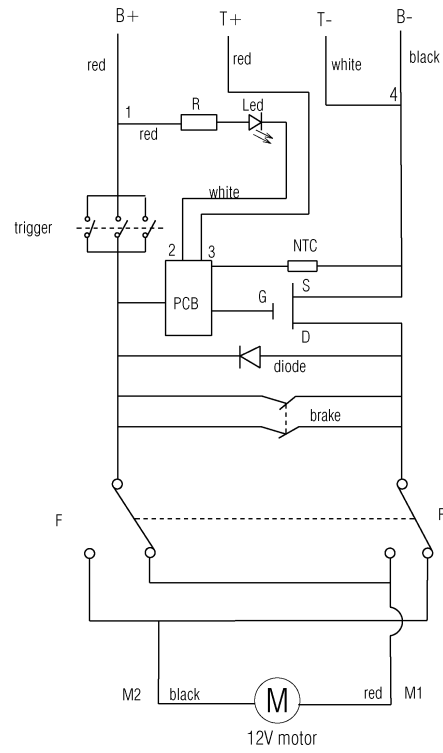 B+ T+ T- B-
red red white black
1 R Led 4
red
white
trigger
2 3 NTC
PCB G S
D
diode
brake
F R
M2 black M red M1
12V motor